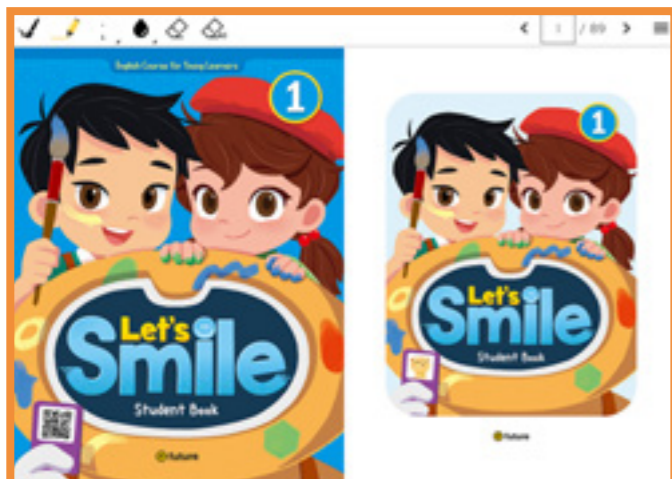 1 / 89
English Course for Young Learners
1
Let's
Smile
Student Book
e future
1
Let's
Smile
Student Book
e future